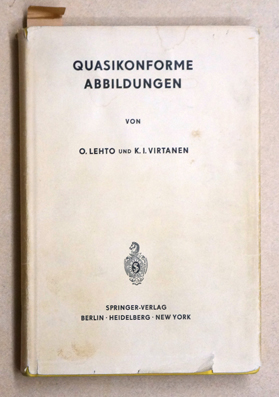 QUASIKONFORME
ABBILDUNGEN
VON
O. LEHTO UND K. I. VIRTANEN
SPRINGER-VERLAG
BERLIN · HEIDELBERG · NEW YORK